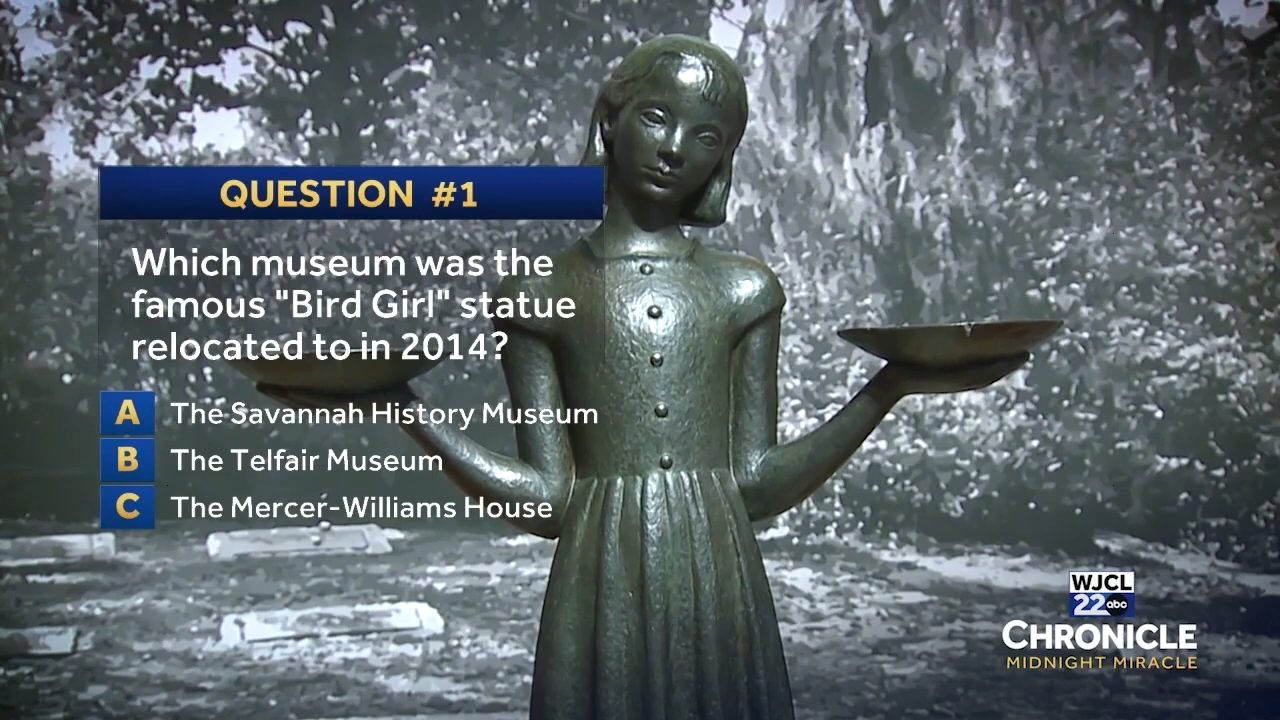 QUESTION #1
Which museum was the
famous "Bird Girl" statue
relocated to in 2014?
A The Savannah History Museum
B The Telfair Museum
C The Mercer-Williams House
WJCL
22 abc
CHRONICLE
MIDNIGHT MIRACLE